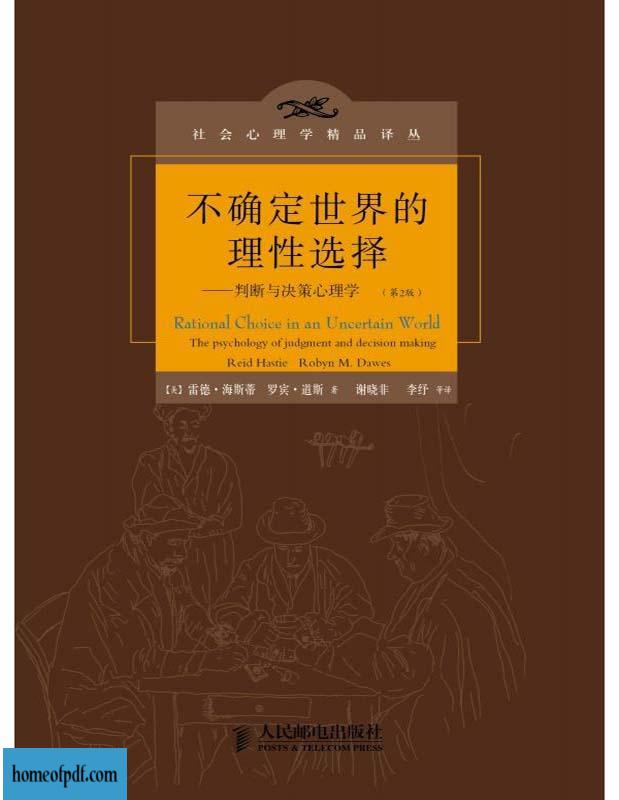 社会心理学精品译丛
不确定世界的
理性选择
——判断与决策心理学 （第2版）
Rational Choice in an Uncertain World
The psychology of judgment and decision making
Reid Hastie Robyn M. Dawes
【美】雷德·海斯蒂 罗宾·道斯 著 谢晓非 李纾 等译
人民邮电出版社
POSTS & TELECOM PRESS
homeofpdf.com